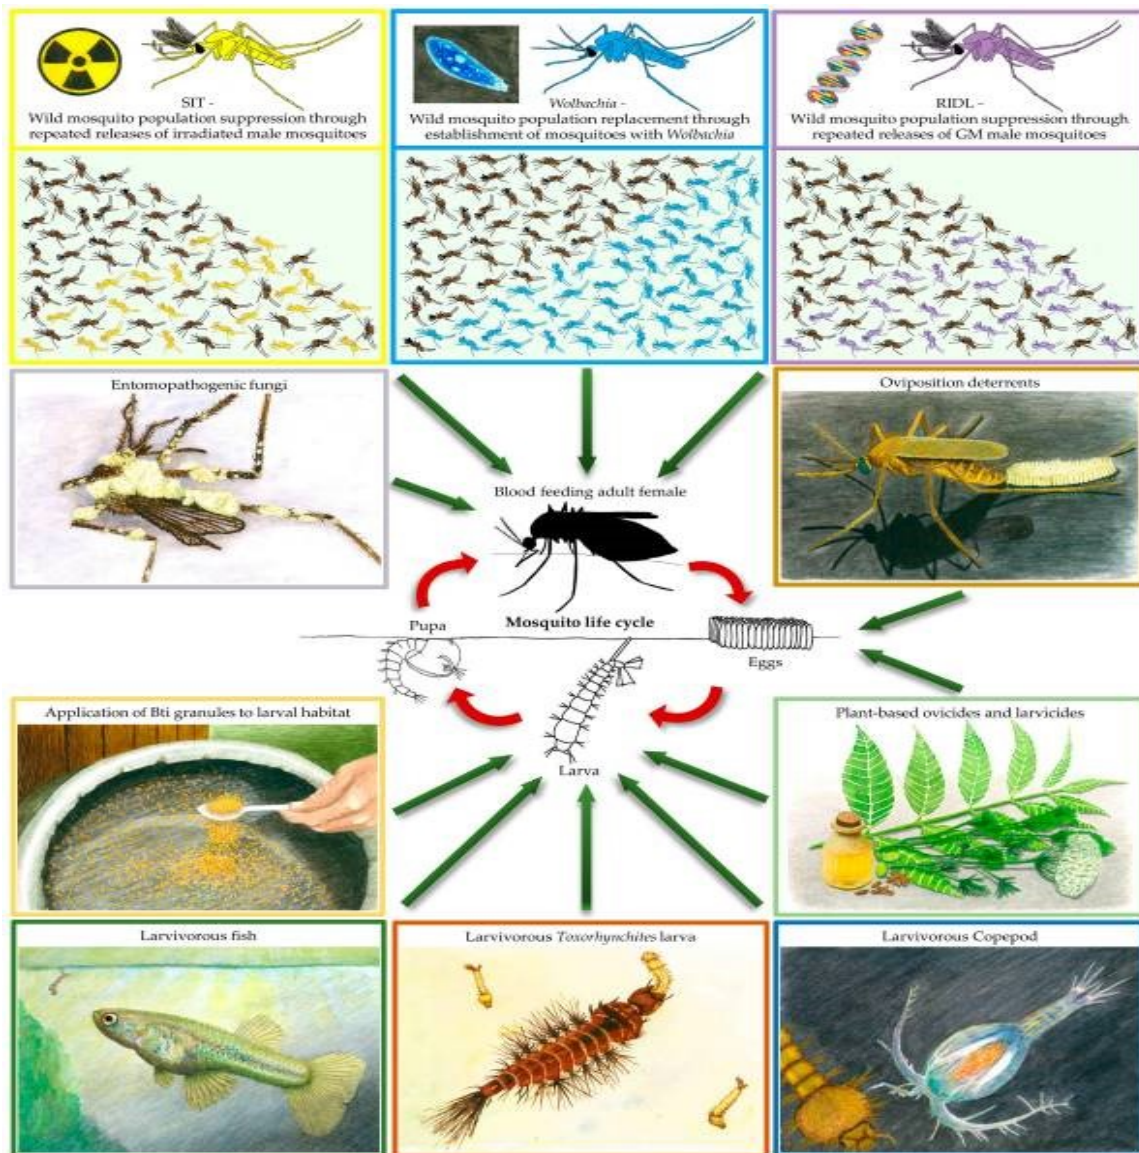 SIT -
Wild mosquito population suppression through
repeated releases of irradiated male mosquitoes
Wolbachia -
Wild mosquito population replacement through
establishment of mosquitoes with Wolbachia
RIDL -
Wild mosquito population suppression through
repeated releases of GM male mosquitoes
Entomopathogenic fungi
Oviposition deterrents
Blood feeding adult female
Pupa
Mosquito life cycle
Eggs
Larva
Application of Bti granules to larval habitat
Plant-based ovicides and larvicides
Larvivorous fish
Larvivorous Toxorhynchites larva
Larvivorous Copepod